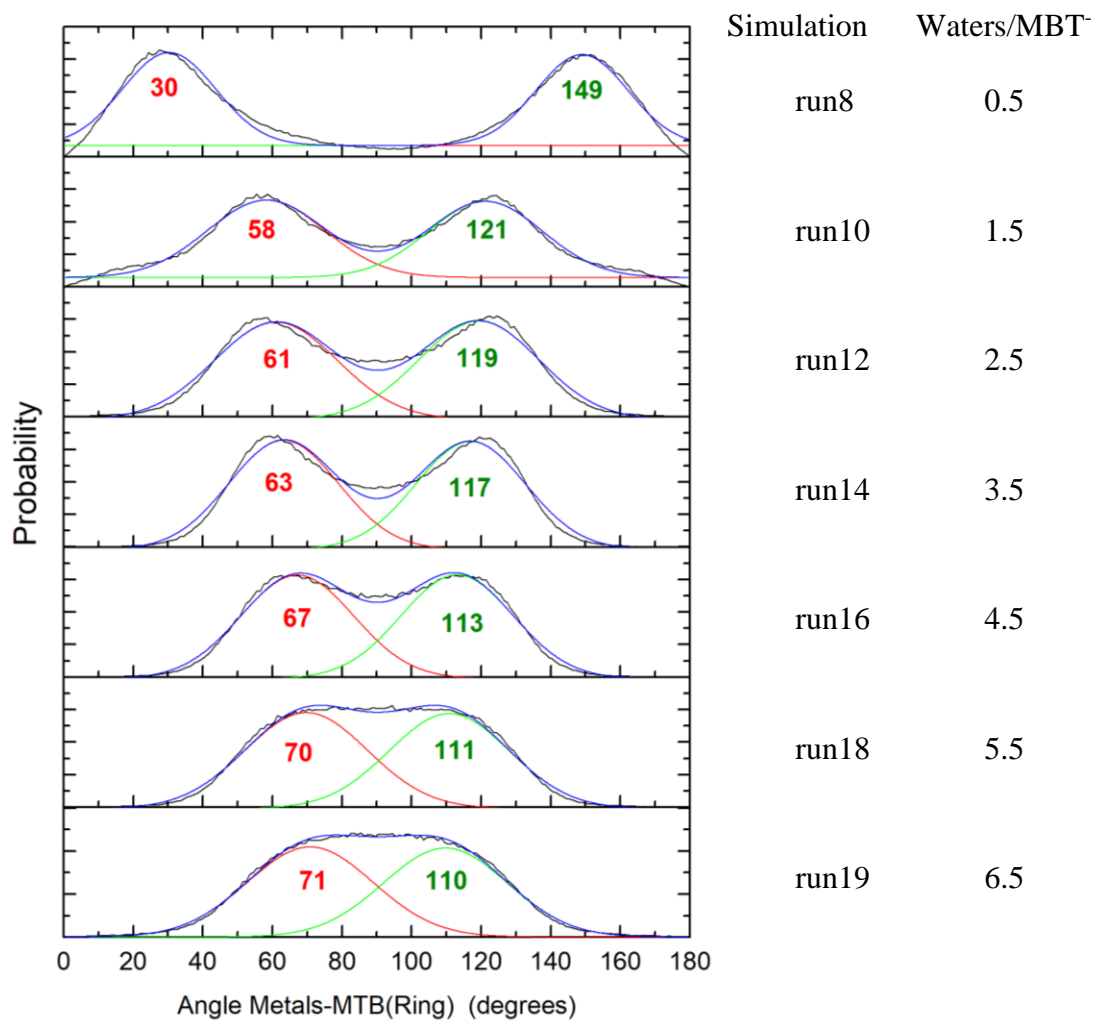 Simulation Waters/MBT-
30 149 run8 0.5
58 121 run10 1.5
61 119 run12 2.5
63 117 run14 3.5
67 113 run16 4.5
70 111 run18 5.5
71 110 run19 6.5
Probability
0 20 40 60 80 100 120 140 160 180
Angle Metals-MTB(Ring) (degrees)